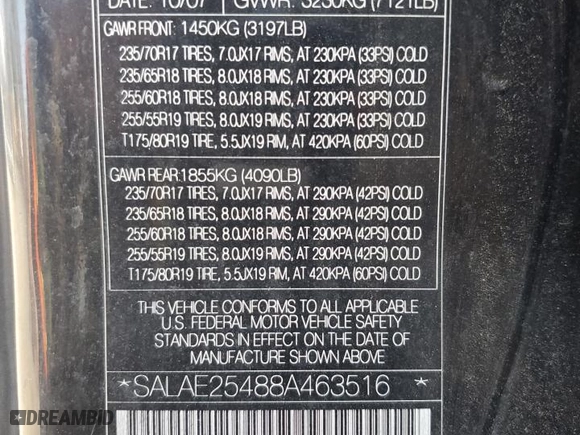 DATE: 10/07 GVWR: 3230KG (7121LB)
GAWR FRONT: 1450KG (3197LB)
235/70R17 TIRES, 7.0JX17 RIMS, AT 230KPA (33PSI) COLD
235/65R18 TIRES, 8.0JX18 RIMS, AT 230KPA (33PSI) COLD
255/60R18 TIRES, 8.0JX18 RIMS, AT 230KPA (33PSI) COLD
255/55R19 TIRES, 8.0JX19 RIMS, AT 230KPA (33PSI) COLD
T175/80R19 TIRE, 5.5JX19 RIM, AT 420KPA (60PSI) COLD
GAWR REAR:1855KG (4090LB)
235/70R17 TIRES, 7.0JX17 RIMS, AT 290KPA (42PSI) COLD
235/65R18 TIRES, 8.0JX18 RIMS, AT 290KPA (42PSI) COLD
255/60R18 TIRES, 8.0JX18 RIMS, AT 290KPA (42PSI) COLD
255/55R19 TIRES, 8.0JX19 RIMS, AT 290KPA (42PSI) COLD
T175/80R19 TIRE, 5.5JX19 RIM, AT 420KPA (60PSI) COLD
THIS VEHICLE CONFORMS TO ALL APPLICABLE
U.S. FEDERAL MOTOR VEHICLE SAFETY
STANDARDS IN EFFECT ON THE DATE OF
MANUFACTURE SHOWN ABOVE
*SALAE25488A463516*
DREAMBID